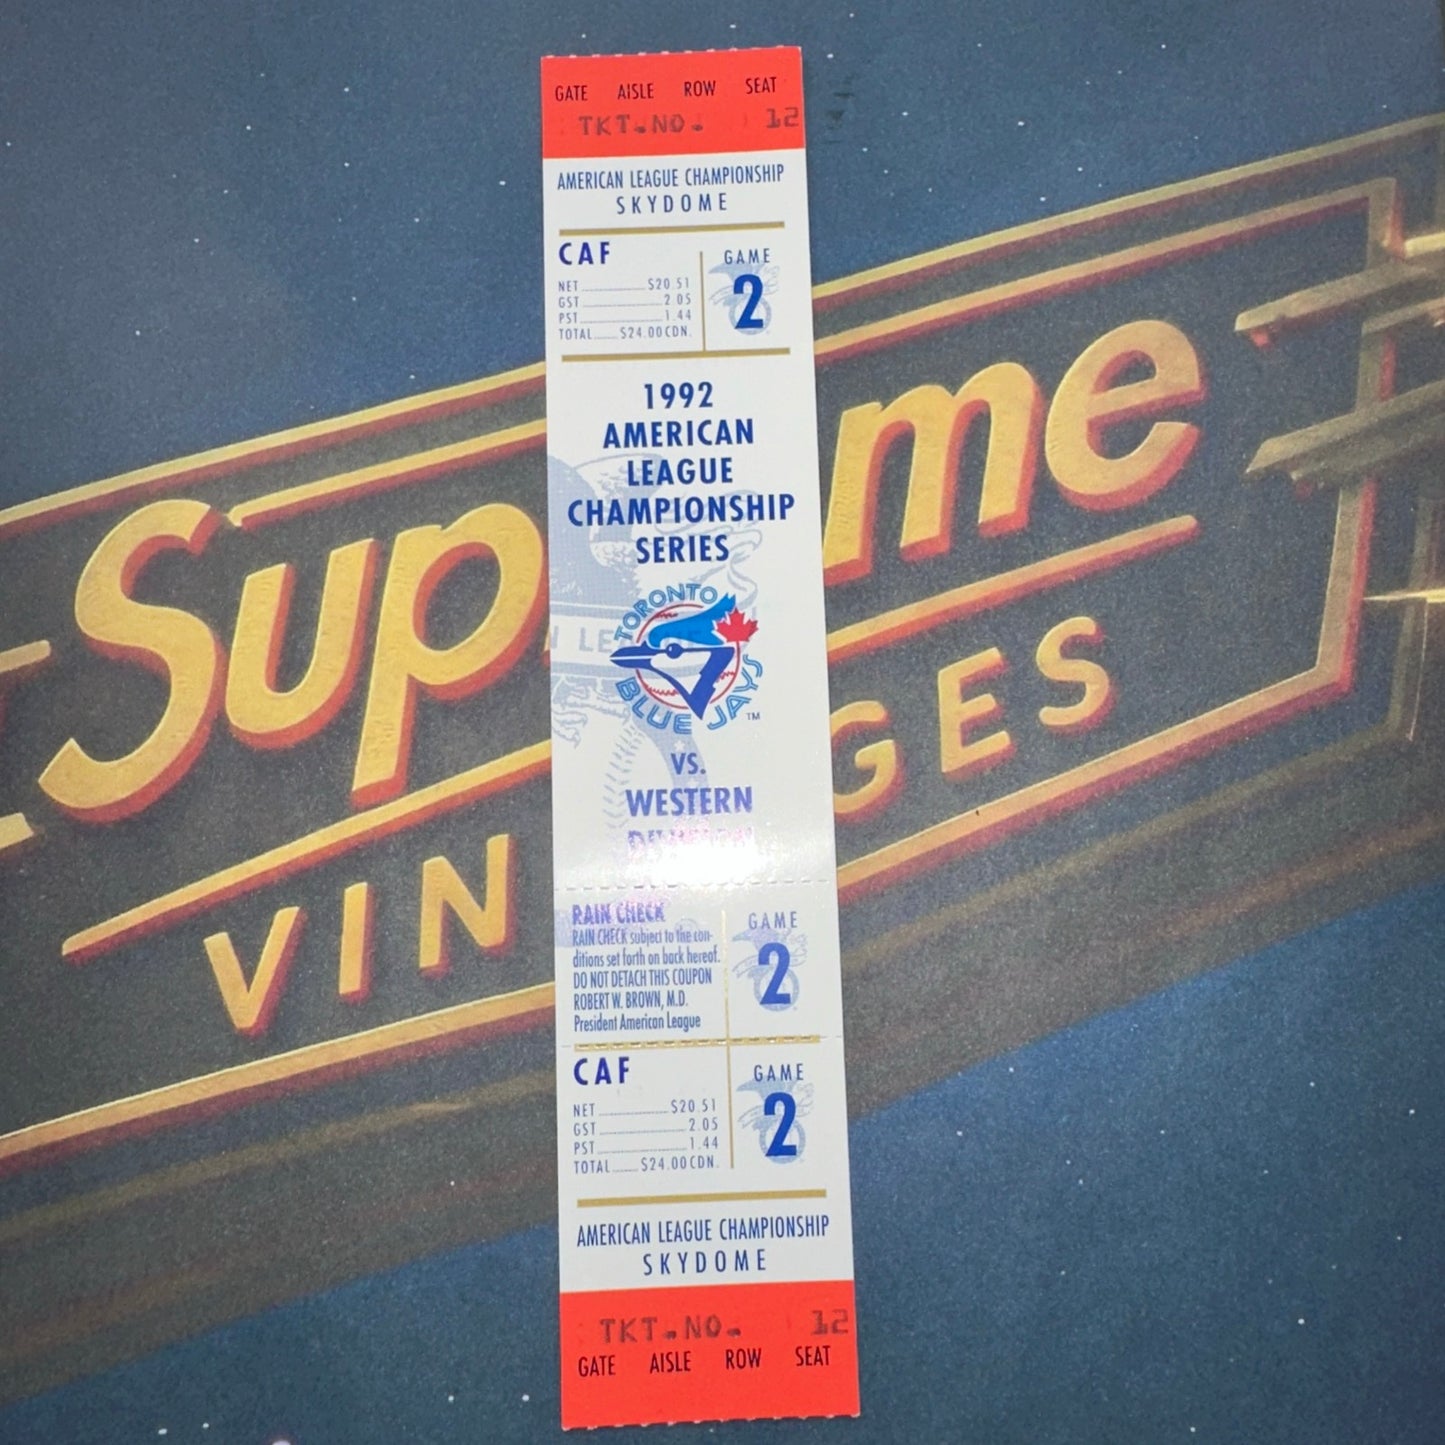 GATE AISLE ROW SEAT
TKT.NO. 12
AMERICAN LEAGUE CHAMPIONSHIP
SKYDOME
CAF
NET $20.51
GST 2.05
PST 1.44
TOTAL $24.00 CDN.
GAME
2
1992
AMERICAN
LEAGUE
CHAMPIONSHIP
SERIES
TORONTO
BLUE JAYS
TM
VS.
WESTERN
RAIN CHECK
RAIN CHECK subject to the con-
ditions set forth on back hereof.
DO NOT DETACH THIS COUPON
ROBERT W. BROWN, M.D.
President American League
GAME
2
CAF
NET $20.51
GST 2.05
PST 1.44
TOTAL $24.00 CDN.
GAME
2
AMERICAN LEAGUE CHAMPIONSHIP
SKYDOME
TKT.NO. 12
GATE AISLE ROW SEAT